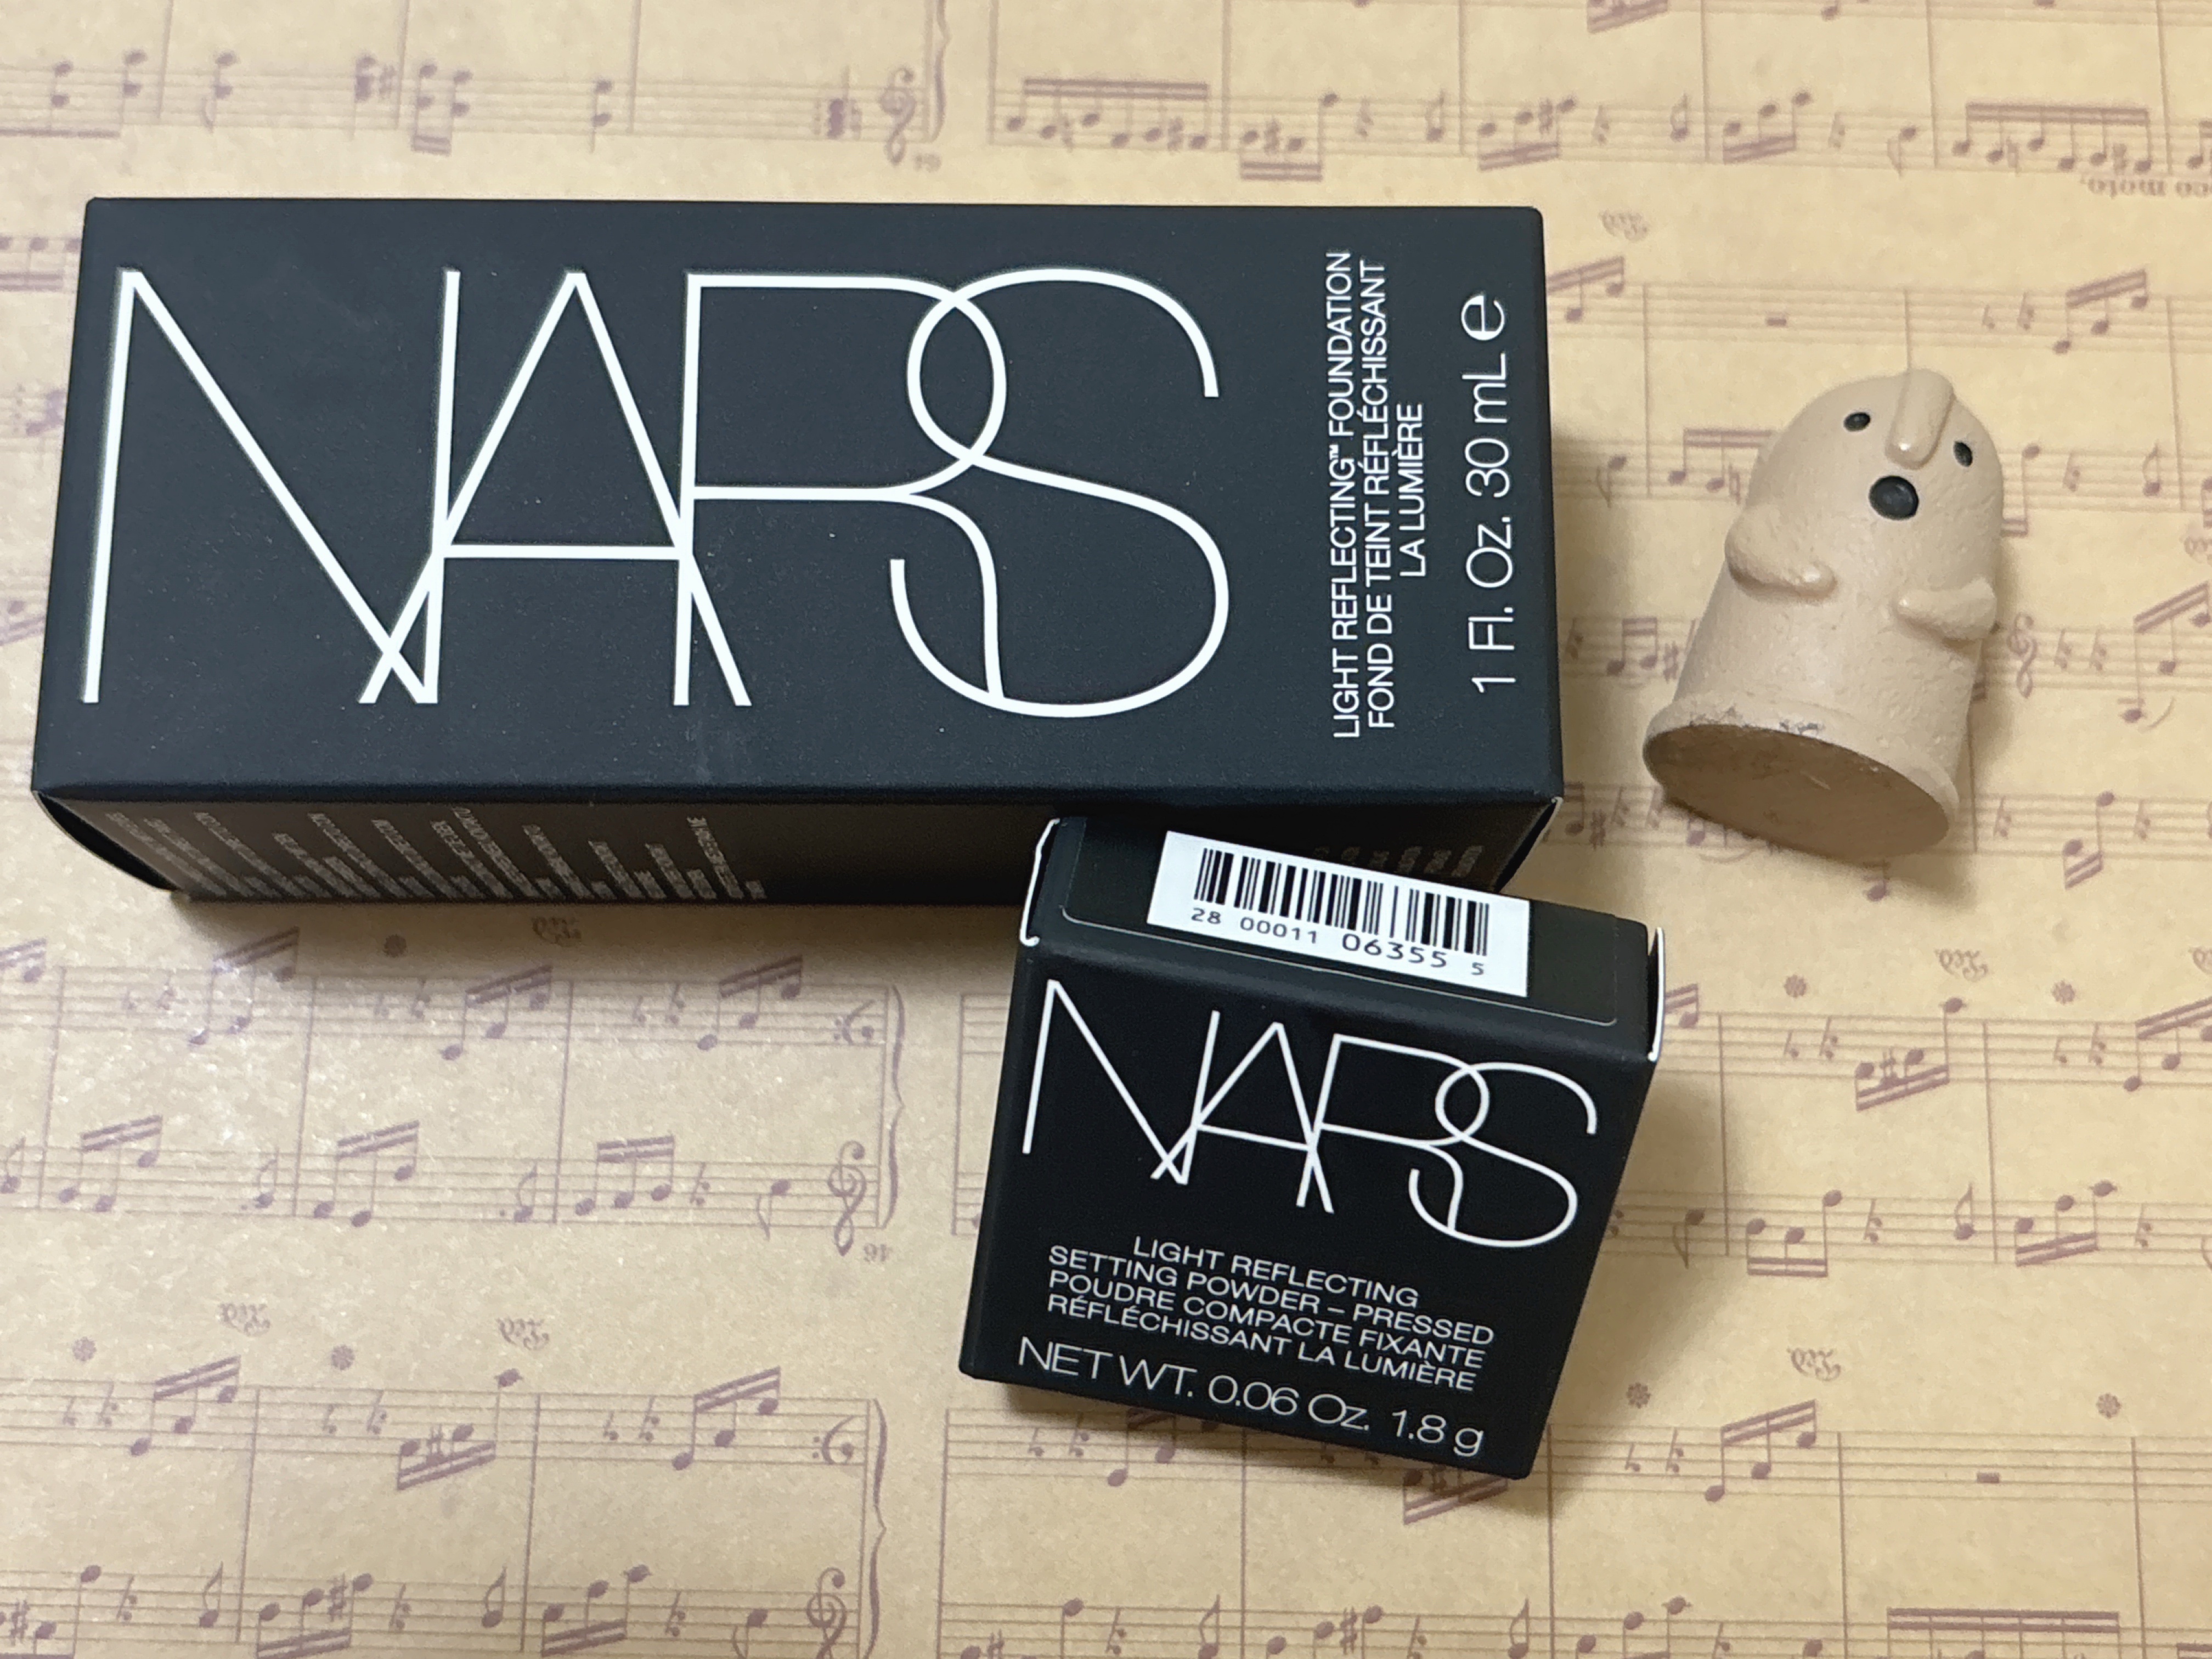 NARS
LIGHT REFLECTING™ FOUNDATION
FOND DE TEINT RÉFLÉCHISSANT
LA LUMIÈRE
1 Fl. Oz. 30 mL e
28 00011 06355 5
NARS
LIGHT REFLECTING
SETTING POWDER – PRESSED
POUDRE COMPACTE FIXANTE
RÉFLÉCHISSANT LA LUMIÈRE
NET WT. 0.06 Oz. 1.8 g